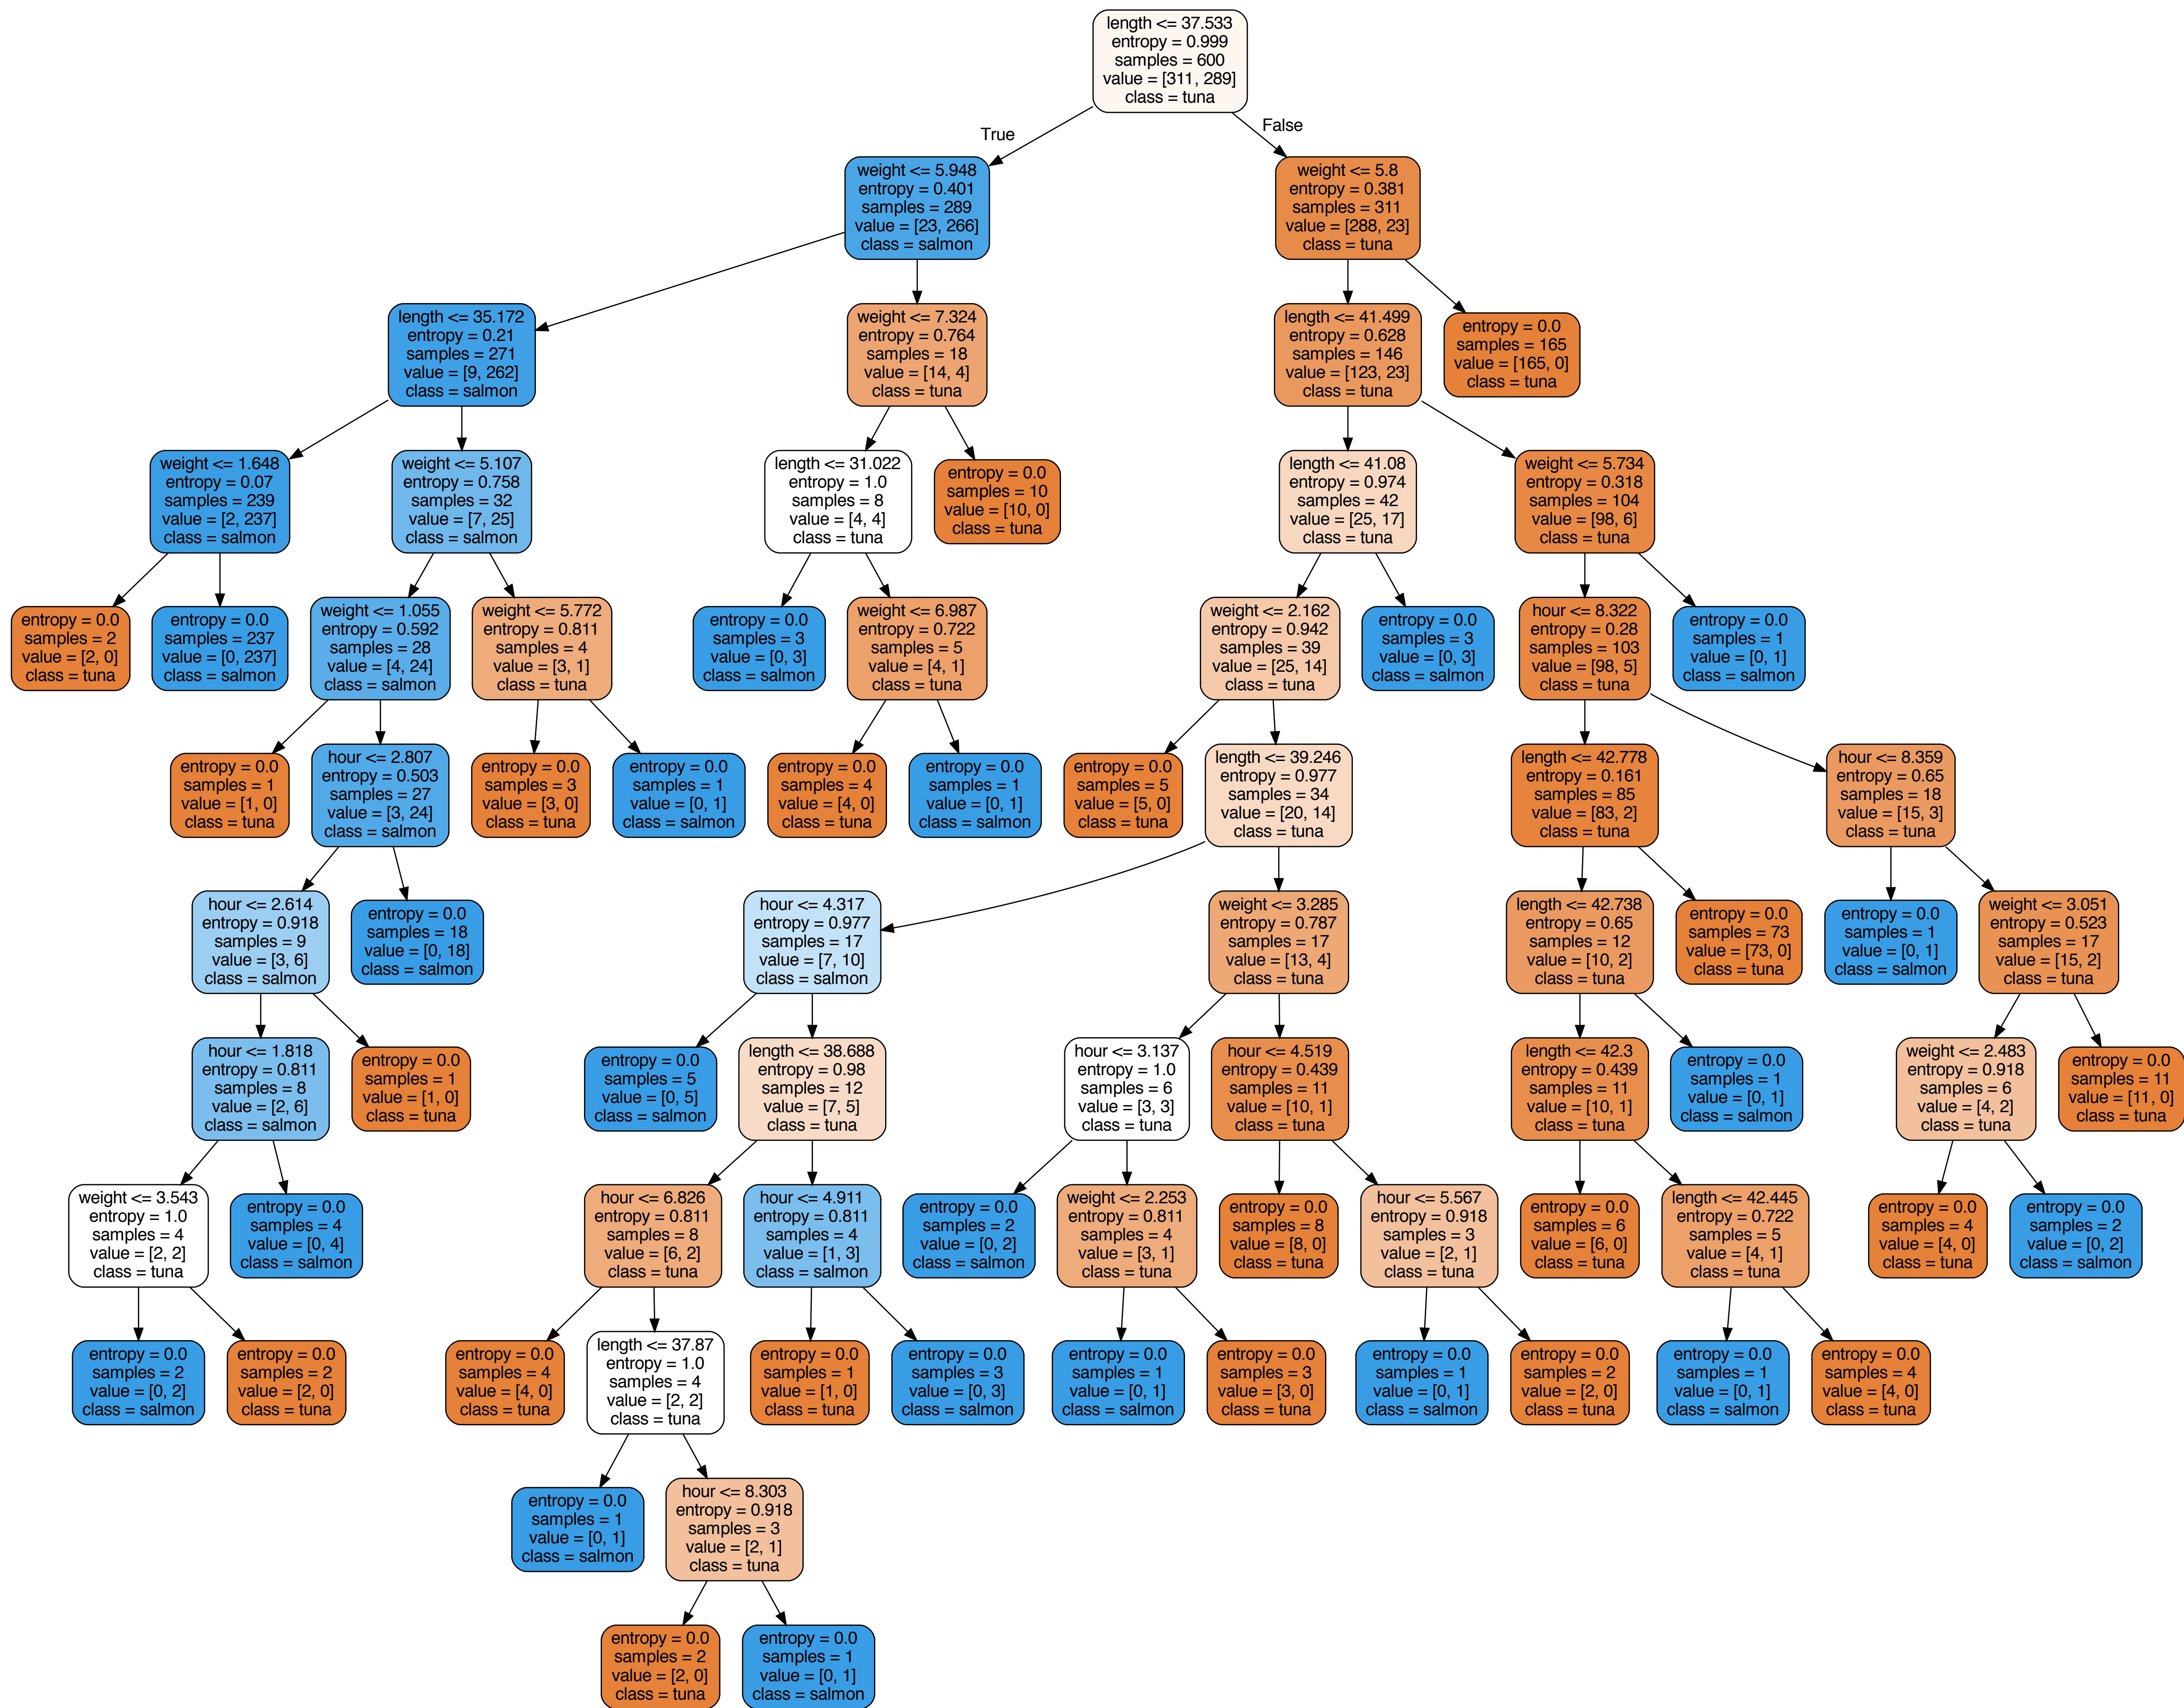 length <= 37.533
entropy = 0.999
samples = 600
value = [311, 289]
class = tuna
True
False
weight <= 5.948
entropy = 0.401
samples = 289
value = [23, 266]
class = salmon
weight <= 5.8
entropy = 0.381
samples = 311
value = [288, 23]
class = tuna
length <= 35.172
entropy = 0.21
samples = 271
value = [9, 262]
class = salmon
weight <= 7.324
entropy = 0.764
samples = 18
value = [14, 4]
class = tuna
length <= 41.499
entropy = 0.628
samples = 146
value = [123, 23]
class = tuna
entropy = 0.0
samples = 165
value = [165, 0]
class = tuna
weight <= 1.648
entropy = 0.07
samples = 239
value = [2, 237]
class = salmon
weight <= 5.107
entropy = 0.758
samples = 32
value = [7, 25]
class = salmon
length <= 31.022
entropy = 1.0
samples = 8
value = [4, 4]
class = tuna
entropy = 0.0
samples = 10
value = [10, 0]
class = tuna
length <= 41.08
entropy = 0.974
samples = 42
value = [25, 17]
class = tuna
weight <= 5.734
entropy = 0.318
samples = 104
value = [98, 6]
class = tuna
entropy = 0.0
samples = 2
value = [2, 0]
class = tuna
entropy = 0.0
samples = 237
value = [0, 237]
class = salmon
weight <= 1.055
entropy = 0.592
samples = 28
value = [4, 24]
class = salmon
weight <= 5.772
entropy = 0.811
samples = 4
value = [3, 1]
class = tuna
entropy = 0.0
samples = 3
value = [0, 3]
class = salmon
weight <= 6.987
entropy = 0.722
samples = 5
value = [4, 1]
class = tuna
weight <= 2.162
entropy = 0.942
samples = 39
value = [25, 14]
class = tuna
entropy = 0.0
samples = 3
value = [0, 3]
class = salmon
hour <= 8.322
entropy = 0.28
samples = 103
value = [98, 5]
class = tuna
entropy = 0.0
samples = 1
value = [0, 1]
class = salmon
entropy = 0.0
samples = 1
value = [1, 0]
class = tuna
hour <= 2.807
entropy = 0.503
samples = 27
value = [3, 24]
class = salmon
entropy = 0.0
samples = 3
value = [3, 0]
class = tuna
entropy = 0.0
samples = 1
value = [0, 1]
class = salmon
entropy = 0.0
samples = 4
value = [4, 0]
class = tuna
entropy = 0.0
samples = 1
value = [0, 1]
class = salmon
entropy = 0.0
samples = 5
value = [5, 0]
class = tuna
length <= 39.246
entropy = 0.977
samples = 34
value = [20, 14]
class = tuna
length <= 42.778
entropy = 0.161
samples = 85
value = [83, 2]
class = tuna
hour <= 8.359
entropy = 0.65
samples = 18
value = [15, 3]
class = tuna
hour <= 2.614
entropy = 0.918
samples = 9
value = [3, 6]
class = salmon
entropy = 0.0
samples = 18
value = [0, 18]
class = salmon
hour <= 4.317
entropy = 0.977
samples = 17
value = [7, 10]
class = salmon
weight <= 3.285
entropy = 0.787
samples = 17
value = [13, 4]
class = tuna
length <= 42.738
entropy = 0.65
samples = 12
value = [10, 2]
class = tuna
entropy = 0.0
samples = 73
value = [73, 0]
class = tuna
entropy = 0.0
samples = 1
value = [0, 1]
class = salmon
weight <= 3.051
entropy = 0.523
samples = 17
value = [15, 2]
class = tuna
hour <= 1.818
entropy = 0.811
samples = 8
value = [2, 6]
class = salmon
entropy = 0.0
samples = 1
value = [1, 0]
class = tuna
entropy = 0.0
samples = 5
value = [0, 5]
class = salmon
length <= 38.688
entropy = 0.98
samples = 12
value = [7, 5]
class = tuna
hour <= 3.137
entropy = 1.0
samples = 6
value = [3, 3]
class = tuna
hour <= 4.519
entropy = 0.439
samples = 11
value = [10, 1]
class = tuna
length <= 42.3
entropy = 0.439
samples = 11
value = [10, 1]
class = tuna
entropy = 0.0
samples = 1
value = [0, 1]
class = salmon
weight <= 2.483
entropy = 0.918
samples = 6
value = [4, 2]
class = tuna
entropy = 0.0
samples = 11
value = [11, 0]
class = tuna
weight <= 3.543
entropy = 1.0
samples = 4
value = [2, 2]
class = tuna
entropy = 0.0
samples = 4
value = [0, 4]
class = salmon
hour <= 6.826
entropy = 0.811
samples = 8
value = [6, 2]
class = tuna
hour <= 4.911
entropy = 0.811
samples = 4
value = [1, 3]
class = salmon
entropy = 0.0
samples = 2
value = [0, 2]
class = salmon
weight <= 2.253
entropy = 0.811
samples = 4
value = [3, 1]
class = tuna
entropy = 0.0
samples = 8
value = [8, 0]
class = tuna
hour <= 5.567
entropy = 0.918
samples = 3
value = [2, 1]
class = tuna
entropy = 0.0
samples = 6
value = [6, 0]
class = tuna
length <= 42.445
entropy = 0.722
samples = 5
value = [4, 1]
class = tuna
entropy = 0.0
samples = 4
value = [4, 0]
class = tuna
entropy = 0.0
samples = 2
value = [0, 2]
class = salmon
entropy = 0.0
samples = 2
value = [0, 2]
class = salmon
entropy = 0.0
samples = 2
value = [2, 0]
class = tuna
entropy = 0.0
samples = 4
value = [4, 0]
class = tuna
length <= 37.87
entropy = 1.0
samples = 4
value = [2, 2]
class = tuna
entropy = 0.0
samples = 1
value = [1, 0]
class = tuna
entropy = 0.0
samples = 3
value = [0, 3]
class = salmon
entropy = 0.0
samples = 1
value = [0, 1]
class = salmon
entropy = 0.0
samples = 3
value = [3, 0]
class = tuna
entropy = 0.0
samples = 1
value = [0, 1]
class = salmon
entropy = 0.0
samples = 2
value = [2, 0]
class = tuna
entropy = 0.0
samples = 1
value = [0, 1]
class = salmon
entropy = 0.0
samples = 4
value = [4, 0]
class = tuna
entropy = 0.0
samples = 1
value = [0, 1]
class = salmon
hour <= 8.303
entropy = 0.918
samples = 3
value = [2, 1]
class = tuna
entropy = 0.0
samples = 2
value = [2, 0]
class = tuna
entropy = 0.0
samples = 1
value = [0, 1]
class = salmon